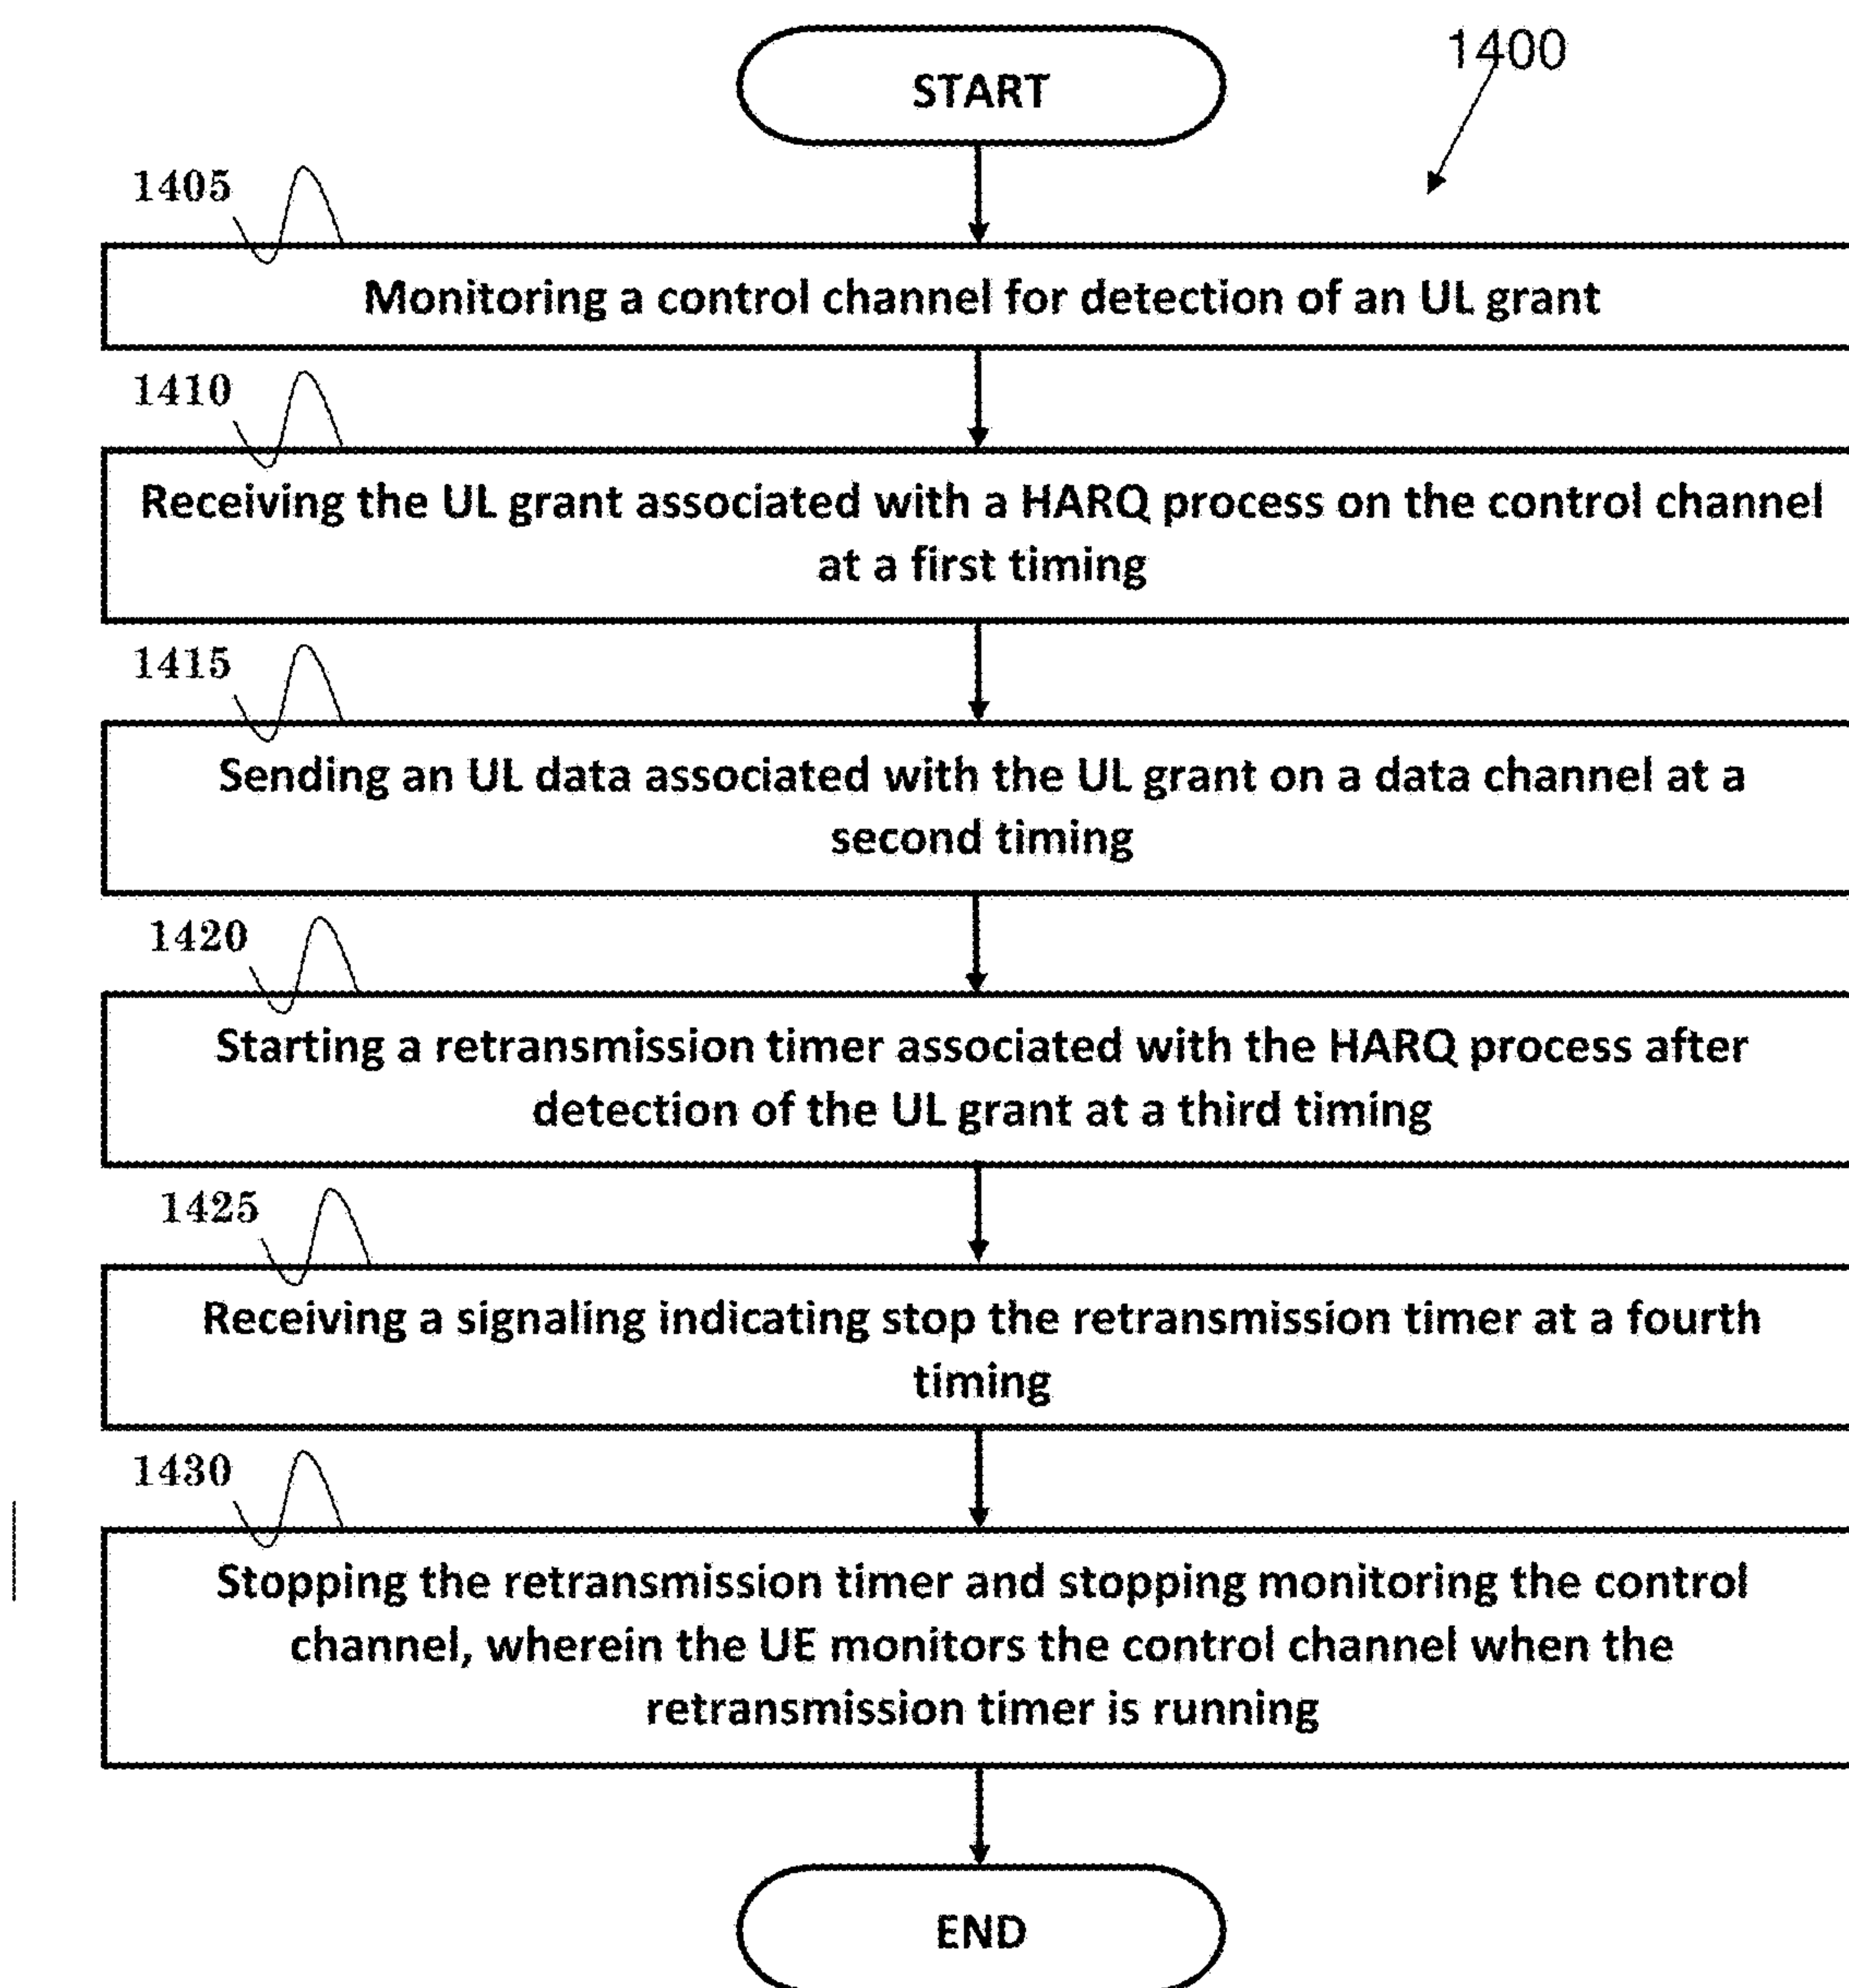 START
1400
1405
Monitoring a control channel for detection of an UL grant
1410
Receiving the UL grant associated with a HARQ process on the control channel
at a first timing
1415
Sending an UL data associated with the UL grant on a data channel at a
second timing
1420
Starting a retransmission timer associated with the HARQ process after
detection of the UL grant at a third timing
1425
Receiving a signaling indicating stop the retransmission timer at a fourth
timing
1430
Stopping the retransmission timer and stopping monitoring the control
channel, wherein the UE monitors the control channel when the
retransmission timer is running
END